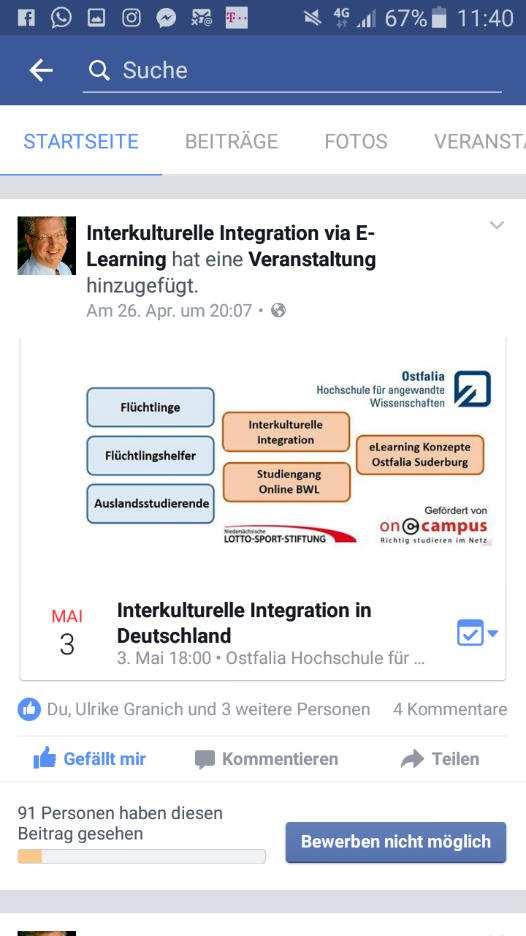 4G 67% 11:40
Suche
STARTSEITE BEITRÄGE FOTOS VERANSTA
Interkulturelle Integration via E-
Learning hat eine Veranstaltung
hinzugefügt.
Am 26. Apr. um 20:07 •
Ostfalia
Hochschule für angewandte
Wissenschaften
Flüchtlinge
Flüchtlingshelfer
Auslandsstudierende
Interkulturelle
Integration
Studiengang
Online BWL
eLearning Konzepte
Ostfalia Suderburg
Niedersächsische
LOTTO-SPORT-STIFTUNG
Gefördert von
oncampus
Richtig studieren im Netz
MAI
3
Interkulturelle Integration in
Deutschland
3. Mai 18:00 • Ostfalia Hochschule für ...
Du, Ulrike Granich und 3 weitere Personen 4 Kommentare
Gefällt mir Kommentieren Teilen
91 Personen haben diesen
Beitrag gesehen
Bewerben nicht möglich